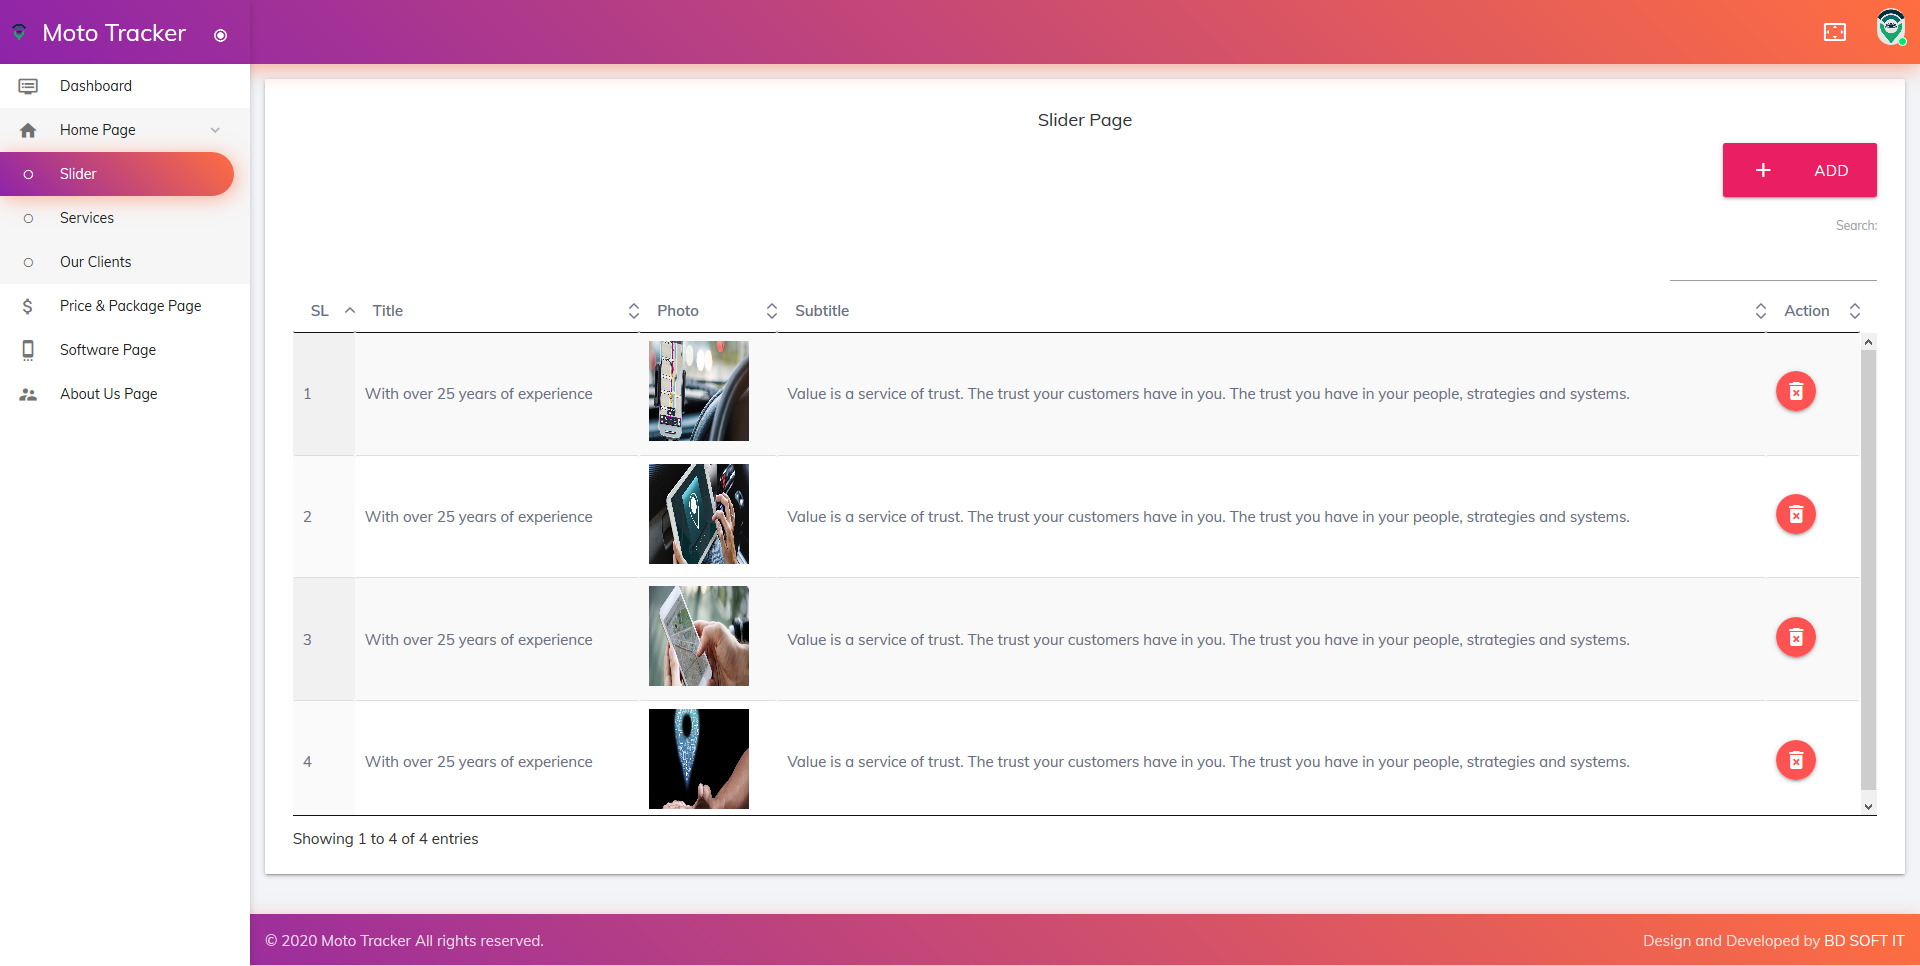 Moto Tracker
Dashboard
Home Page
Slider
Services
Our Clients
Price & Package Page
Software Page
About Us Page
Slider Page
ADD
Search:
SL Title Photo Subtitle Action
1 With over 25 years of experience Value is a service of trust. The trust your customers have in you. The trust you have in your people, strategies and systems.
2 With over 25 years of experience Value is a service of trust. The trust your customers have in you. The trust you have in your people, strategies and systems.
3 With over 25 years of experience Value is a service of trust. The trust your customers have in you. The trust you have in your people, strategies and systems.
4 With over 25 years of experience Value is a service of trust. The trust your customers have in you. The trust you have in your people, strategies and systems.
Showing 1 to 4 of 4 entries
© 2020 Moto Tracker All rights reserved. Design and Developed by BD SOFT IT